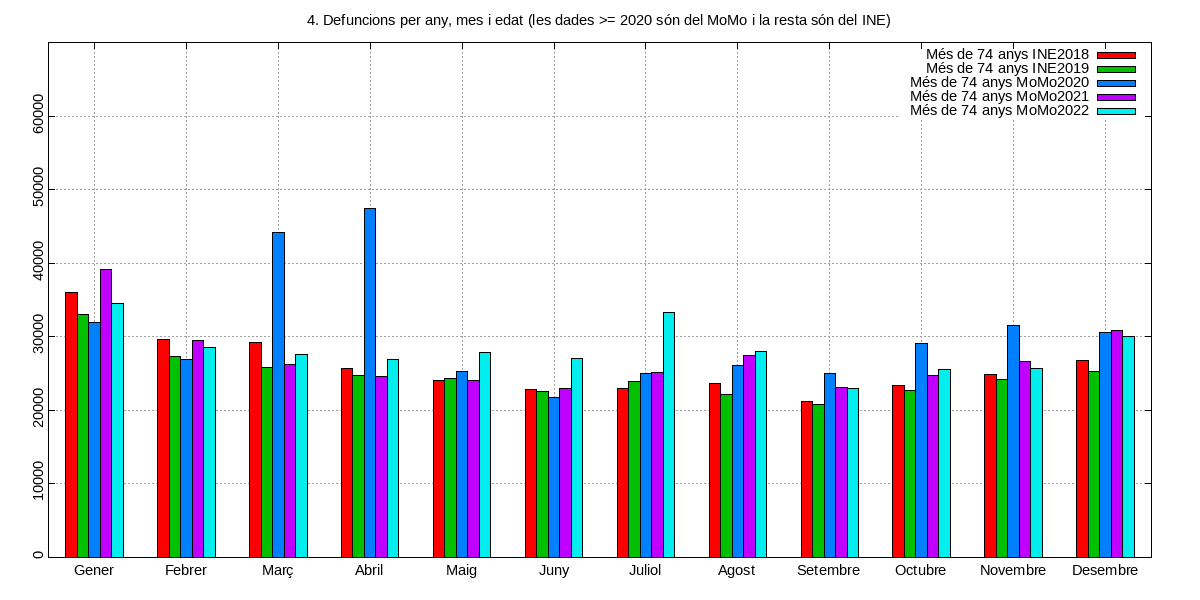 4. Defuncions per any, mes i edat (les dades >= 2020 són del MoMo i la resta són del INE)
Més de 74 anys INE2018
Més de 74 anys INE2019
Més de 74 anys MoMo2020
Més de 74 anys MoMo2021
Més de 74 anys MoMo2022
60000
50000
40000
30000
20000
10000
0
Gener Febrer Març Abril Maig Juny Juliol Agost Setembre Octubre Novembre Desembre